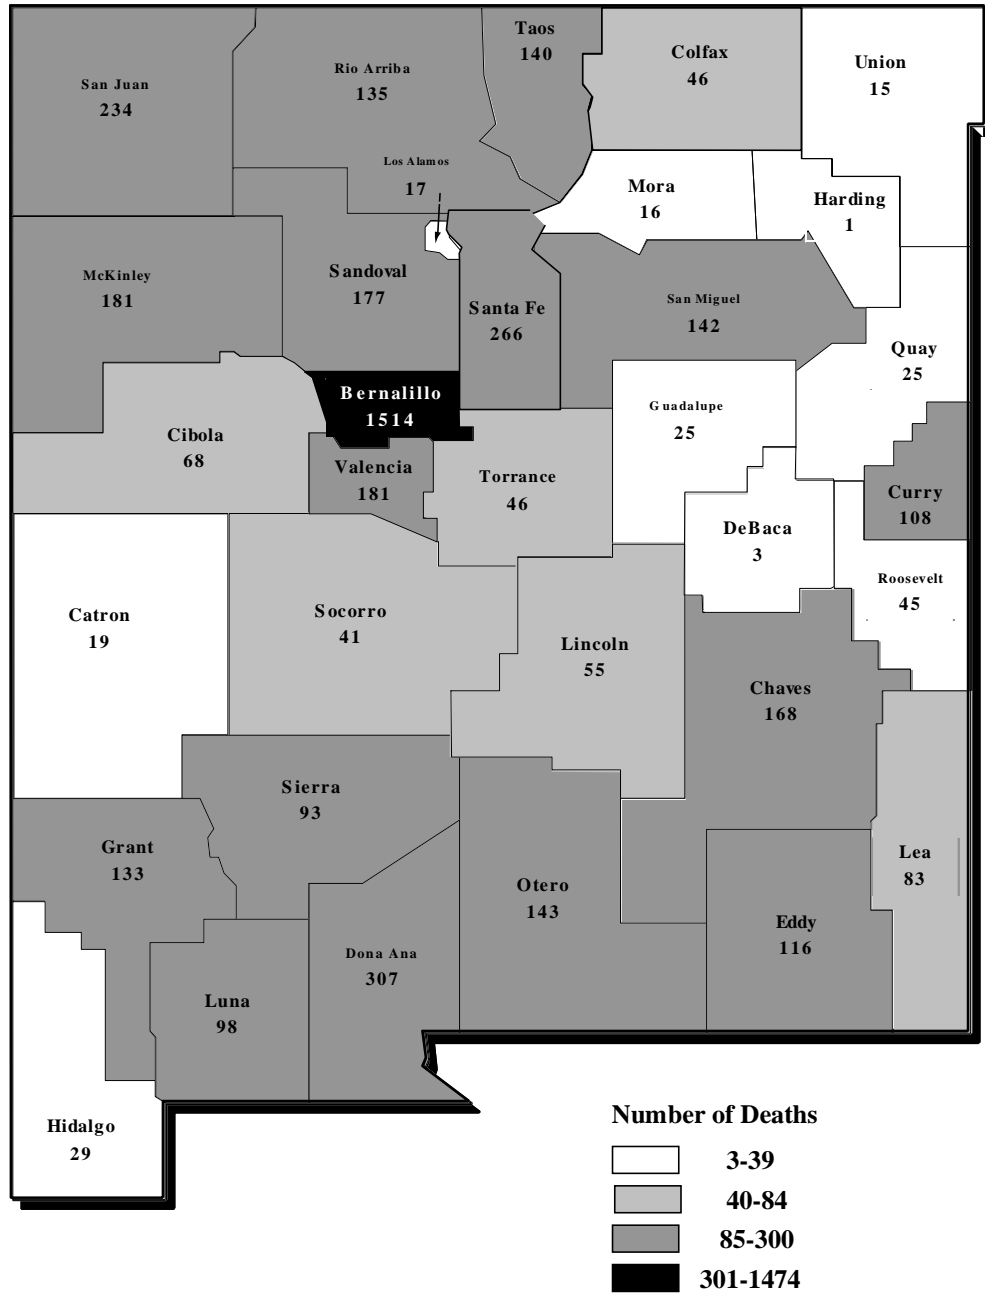 San Juan
234
Rio Arriba
135
Taos
140
Colfax
46
Union
15
Los Alamos
17
Mora
16
Harding
1
McKinley
181
Sandoval
177
Santa Fe
266
San Miguel
142
Quay
25
Bernalillo
1514
Guadalupe
25
Cibola
68
Valencia
181
Torrance
46
Curry
108
DeBaca
3
Roosevelt
45
Catron
19
Socorro
41
Lincoln
55
Chaves
168
Sierra
93
Grant
133
Lea
83
Otero
143
Eddy
116
Dona Ana
307
Luna
98
Hidalgo
29
Number of Deaths
3-39
40-84
85-300
301-1474